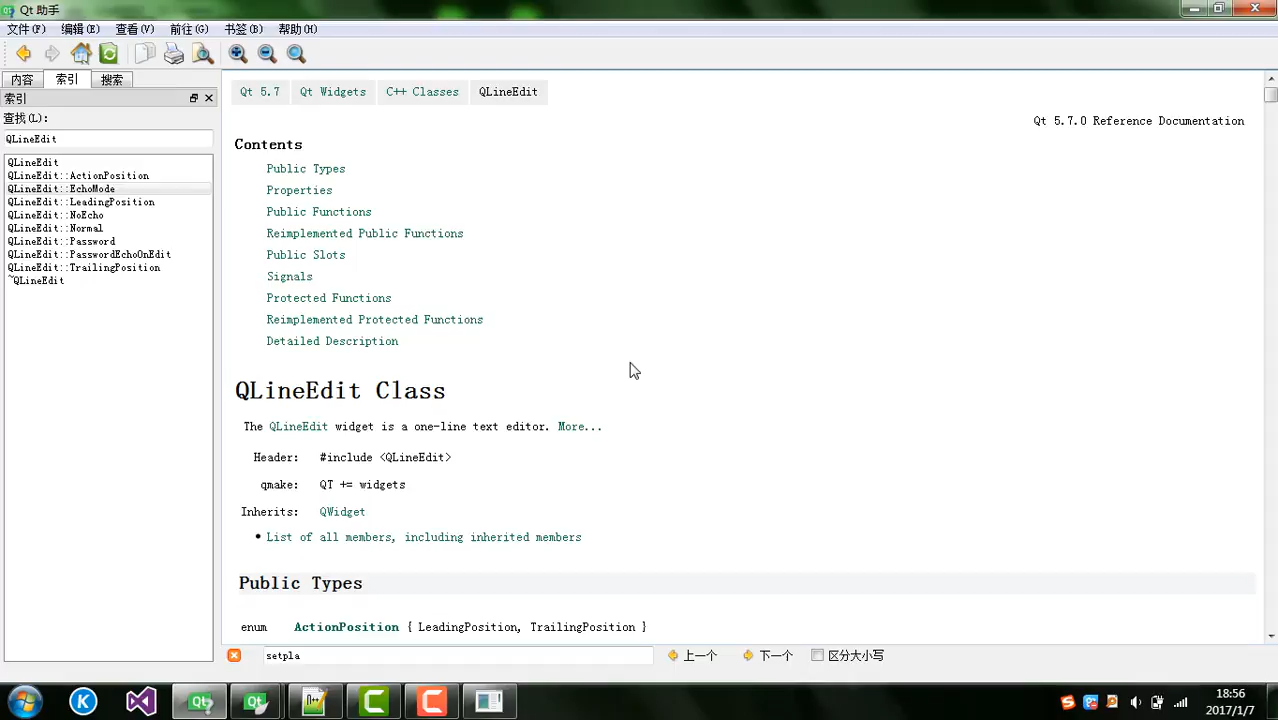 Qt 助手
文件(F) 编辑(E) 查看(V) 前往(G) 书签(B) 帮助(H)
内容 索引 搜索
索引
查找(L):
QLineEdit
QLineEdit
QLineEdit::ActionPosition
QLineEdit::EchoMode
QLineEdit::LeadingPosition
QLineEdit::NoEcho
QLineEdit::Normal
QLineEdit::Password
QLineEdit::PasswordEchoOnEdit
QLineEdit::TrailingPosition
~QLineEdit
Qt 5.7 Qt Widgets C++ Classes QLineEdit
Qt 5.7.0 Reference Documentation
Contents
Public Types
Properties
Public Functions
Reimplemented Public Functions
Public Slots
Signals
Protected Functions
Reimplemented Protected Functions
Detailed Description
QLineEdit Class
The QLineEdit widget is a one-line text editor. More...
Header: #include <QLineEdit>
qmake: QT += widgets
Inherits: QWidget
• List of all members, including inherited members
Public Types
enum ActionPosition { LeadingPosition, TrailingPosition }
setpla 上一个 下一个 区分大小写
18:56
2017/1/7